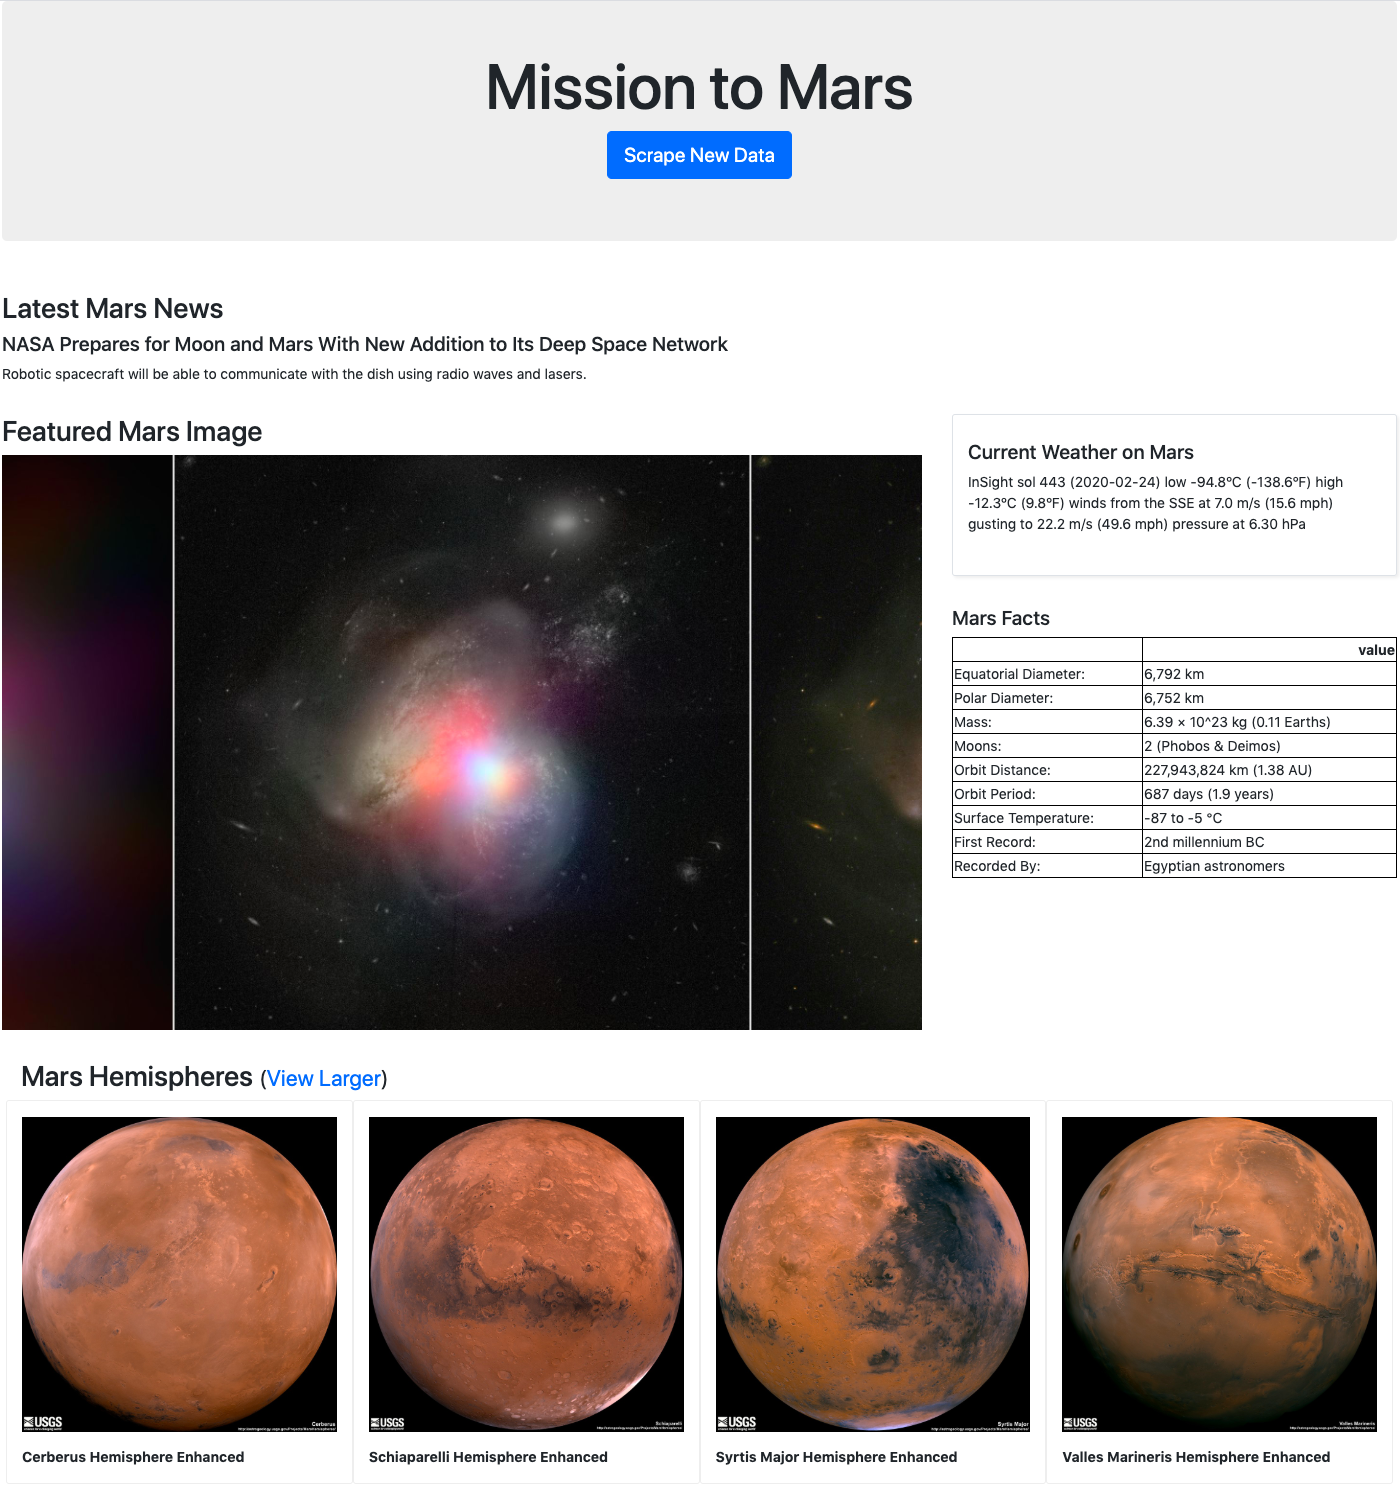 Mission to Mars
Scrape New Data
Latest Mars News
NASA Prepares for Moon and Mars With New Addition to Its Deep Space Network
Robotic spacecraft will be able to communicate with the dish using radio waves and lasers.
Featured Mars Image
Current Weather on Mars
InSight sol 443 (2020-02-24) low -94.8ºC (-138.6ºF) high
-12.3ºC (9.8ºF) winds from the SSE at 7.0 m/s (15.6 mph)
gusting to 22.2 m/s (49.6 mph) pressure at 6.30 hPa
Mars Facts
value
Equatorial Diameter: 6,792 km
Polar Diameter: 6,752 km
Mass: 6.39 × 10^23 kg (0.11 Earths)
Moons: 2 (Phobos & Deimos)
Orbit Distance: 227,943,824 km (1.38 AU)
Orbit Period: 687 days (1.9 years)
Surface Temperature: -87 to -5 °C
First Record: 2nd millennium BC
Recorded By: Egyptian astronomers
Mars Hemispheres (View Larger)
USGS Cerberus
USGS Schiaparelli
USGS Syrtis Major
USGS Valles Marineris
Cerberus Hemisphere Enhanced
Schiaparelli Hemisphere Enhanced
Syrtis Major Hemisphere Enhanced
Valles Marineris Hemisphere Enhanced